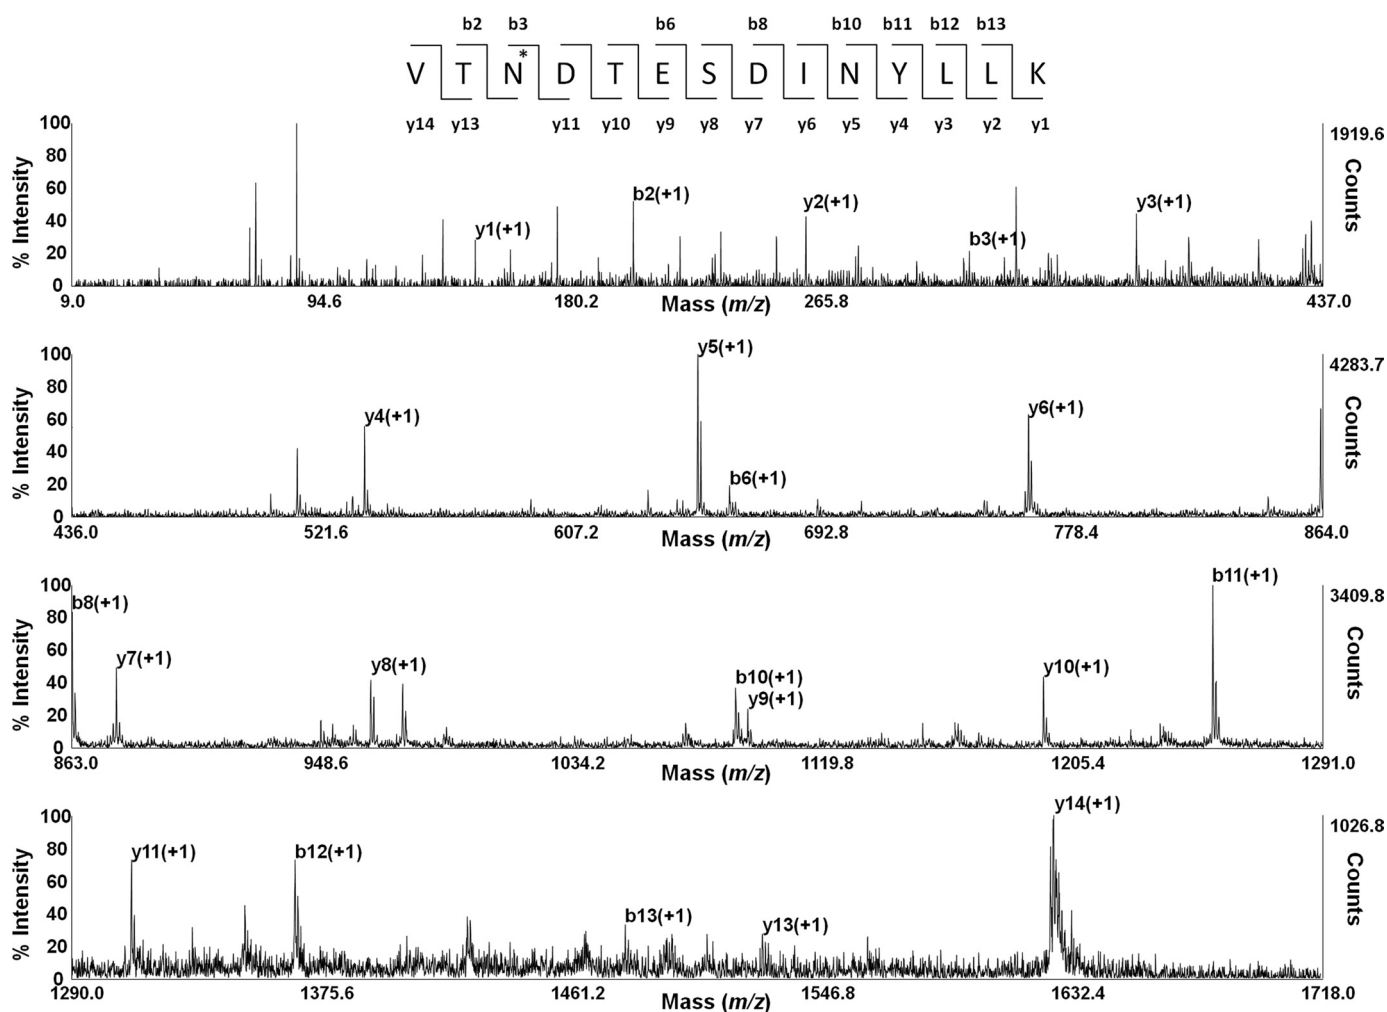 b2 b3 b6 b8 b10 b11 b12 b13
V T N* D T E S D I N Y L L K
y14 y13 y11 y10 y9 y8 y7 y6 y5 y4 y3 y2 y1
% Intensity
100
80
60
40
20
0
y1(+1)
b2(+1)
y2(+1)
b3(+1)
y3(+1)
1919.6
Counts
9.0 94.6 180.2 265.8 437.0
Mass (m/z)
% Intensity
100
80
60
40
20
0
y4(+1)
y5(+1)
b6(+1)
y6(+1)
4283.7
Counts
436.0 521.6 607.2 692.8 778.4 864.0
Mass (m/z)
% Intensity
100
80
60
40
20
0
b8(+1)
y7(+1)
y8(+1)
b10(+1)
y9(+1)
y10(+1)
b11(+1)
3409.8
Counts
863.0 948.6 1034.2 1119.8 1205.4 1291.0
Mass (m/z)
% Intensity
100
80
60
40
20
0
y11(+1)
b12(+1)
b13(+1)
y13(+1)
y14(+1)
1026.8
Counts
1290.0 1375.6 1461.2 1546.8 1632.4 1718.0
Mass (m/z)